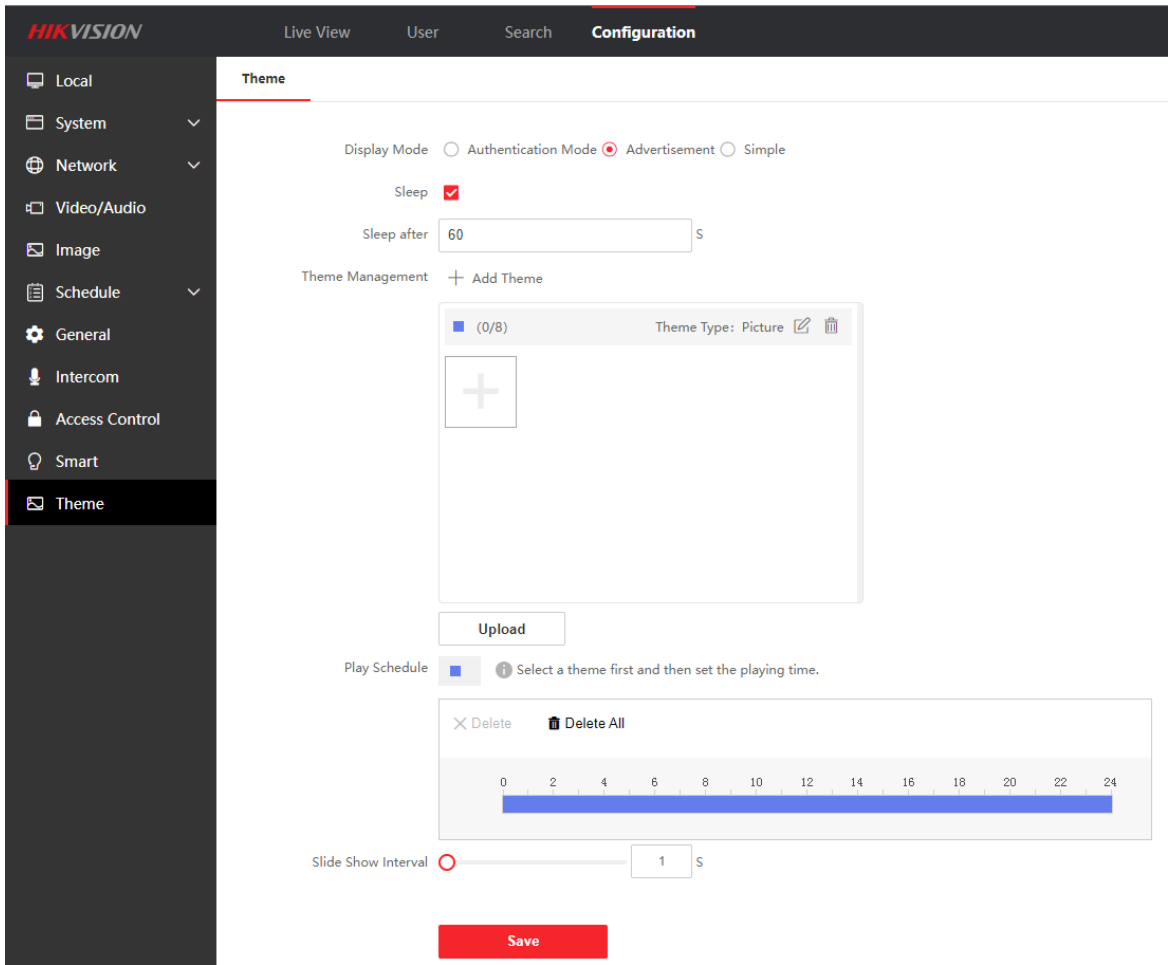 HIKVISION Live View User Search Configuration
Local
System
Network
Video/Audio
Image
Schedule
General
Intercom
Access Control
Smart
Theme
Theme
Display Mode Authentication Mode Advertisement Simple
Sleep
Sleep after 60 S
Theme Management + Add Theme
(0/8) Theme Type: Picture
Upload
Play Schedule Select a theme first and then set the playing time.
Delete Delete All
0 2 4 6 8 10 12 14 16 18 20 22 24
Slide Show Interval 1 S
Save